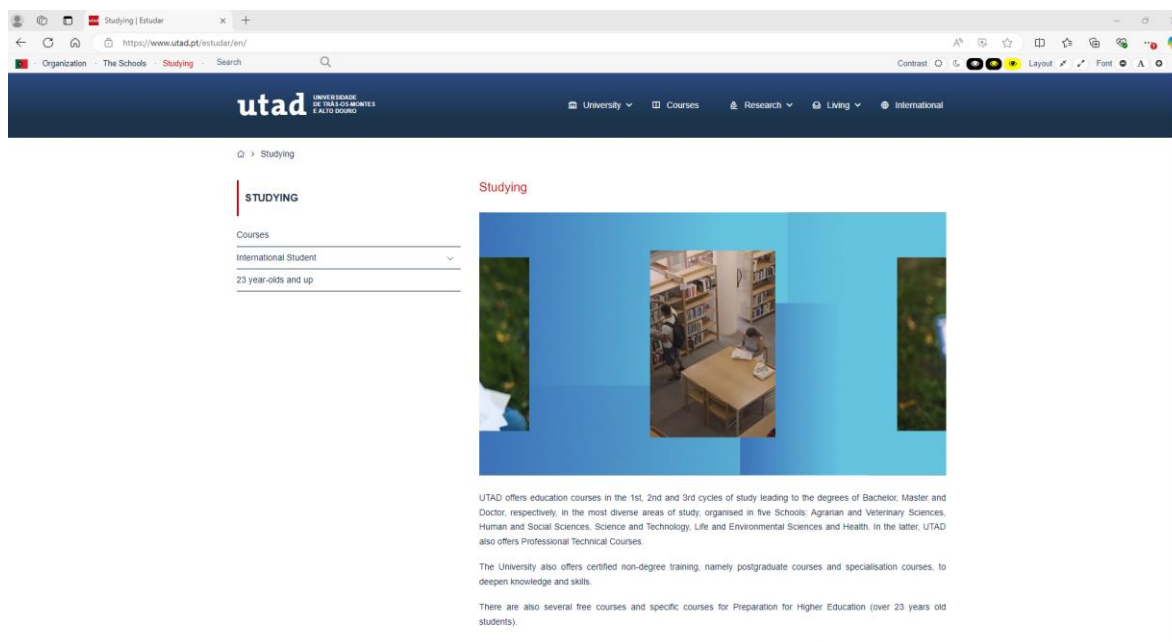 Studying | Estudar
https://www.utad.pt/estudar/en/
Organization · The Schools · Studying · Search
Contrast Layout Font A
utad UNIVERSIDADE
DE TRÁS-OS-MONTES
E ALTO DOURO
University Courses Research Living International
> Studying
STUDYING
Courses
International Student
23 year-olds and up
Studying
UTAD offers education courses in the 1st, 2nd and 3rd cycles of study leading to the degrees of Bachelor, Master and
Doctor, respectively, in the most diverse areas of study, organised in five Schools: Agrarian and Veterinary Sciences,
Human and Social Sciences, Science and Technology, Life and Environmental Sciences and Health. In the latter, UTAD
also offers Professional Technical Courses.
The University also offers certified non-degree training, namely postgraduate courses and specialisation courses, to
deepen knowledge and skills.
There are also several free courses and specific courses for Preparation for Higher Education (over 23 years old
students).